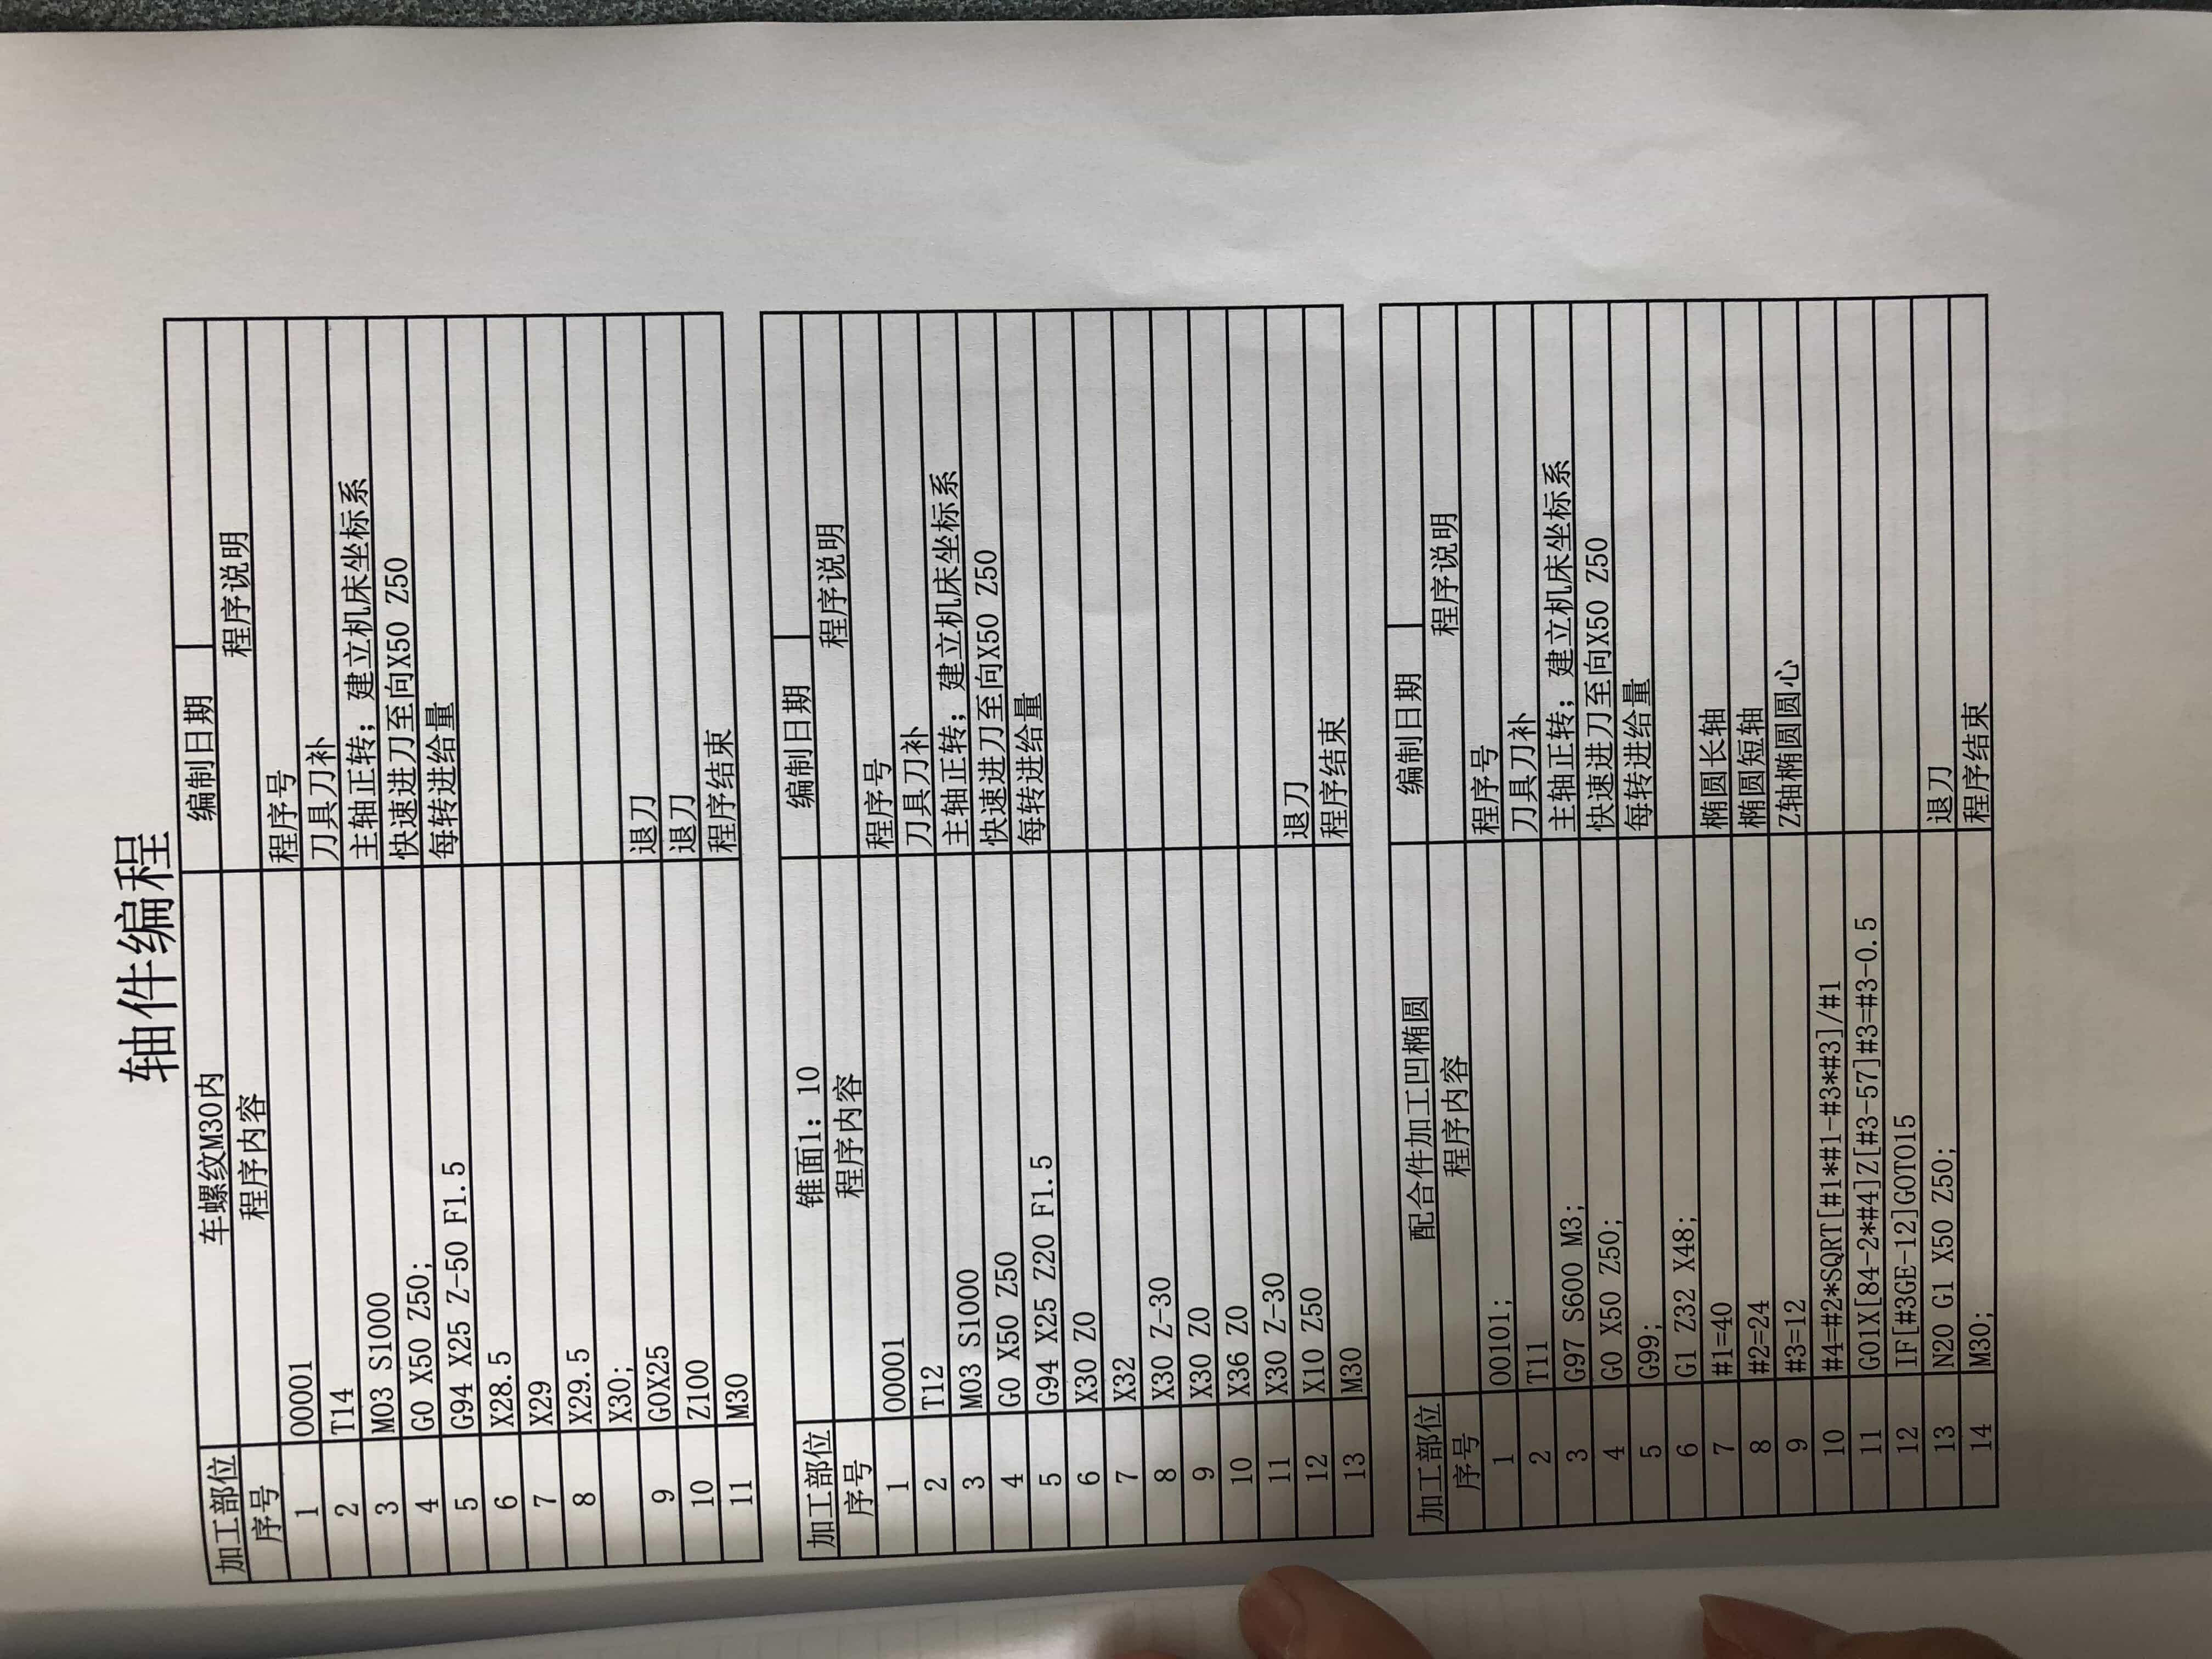 轴件编程
加工部位 车螺纹M30内 编制日期
序号 程序内容 程序说明
1 O0001 程序号
2 T14 刀具刀补
3 M03 S1000 主轴正转；建立机床坐标系
4 G0 X50 Z50; 快速进刀至向X50 Z50
5 G94 X25 Z-50 F1.5 每转进给量
6 X28.5
7 X29
8 X29.5
X30;
9 G0X25 退刀
10 Z100 退刀
11 M30 程序结束
加工部位 锥面1：10 编制日期
序号 程序内容 程序说明
1 O0001 程序号
2 T12 刀具刀补
3 M03 S1000 主轴正转；建立机床坐标系
4 G0 X50 Z50 快速进刀至向X50 Z50
5 G94 X25 Z20 F1.5 每转进给量
6 X30 Z0
7 X32
8 X30 Z-30
9 X30 Z0
10 X36 Z0
11 X30 Z-30
12 X10 Z50 退刀
13 M30 程序结束
加工部位 配合件加工凹椭圆 编制日期
序号 程序内容 程序说明
1 O0101; 程序号
2 T11 刀具刀补
3 G97 S600 M3; 主轴正转；建立机床坐标系
4 G0 X50 Z50; 快速进刀至向X50 Z50
5 G99; 每转进给量
6 G1 Z32 X48;
7 #1=40 椭圆长轴
8 #2=24 椭圆短轴
9 #3=12 Z轴椭圆圆心
10 #4=#2*SQRT[#1*#1-#3*#3]/#1
11 G01X[84-2*#4]Z[#3-57]#3=#3-0.5
12 IF[#3GE-12]GOTO15
13 N20 G1 X50 Z50; 退刀
14 M30; 程序结束